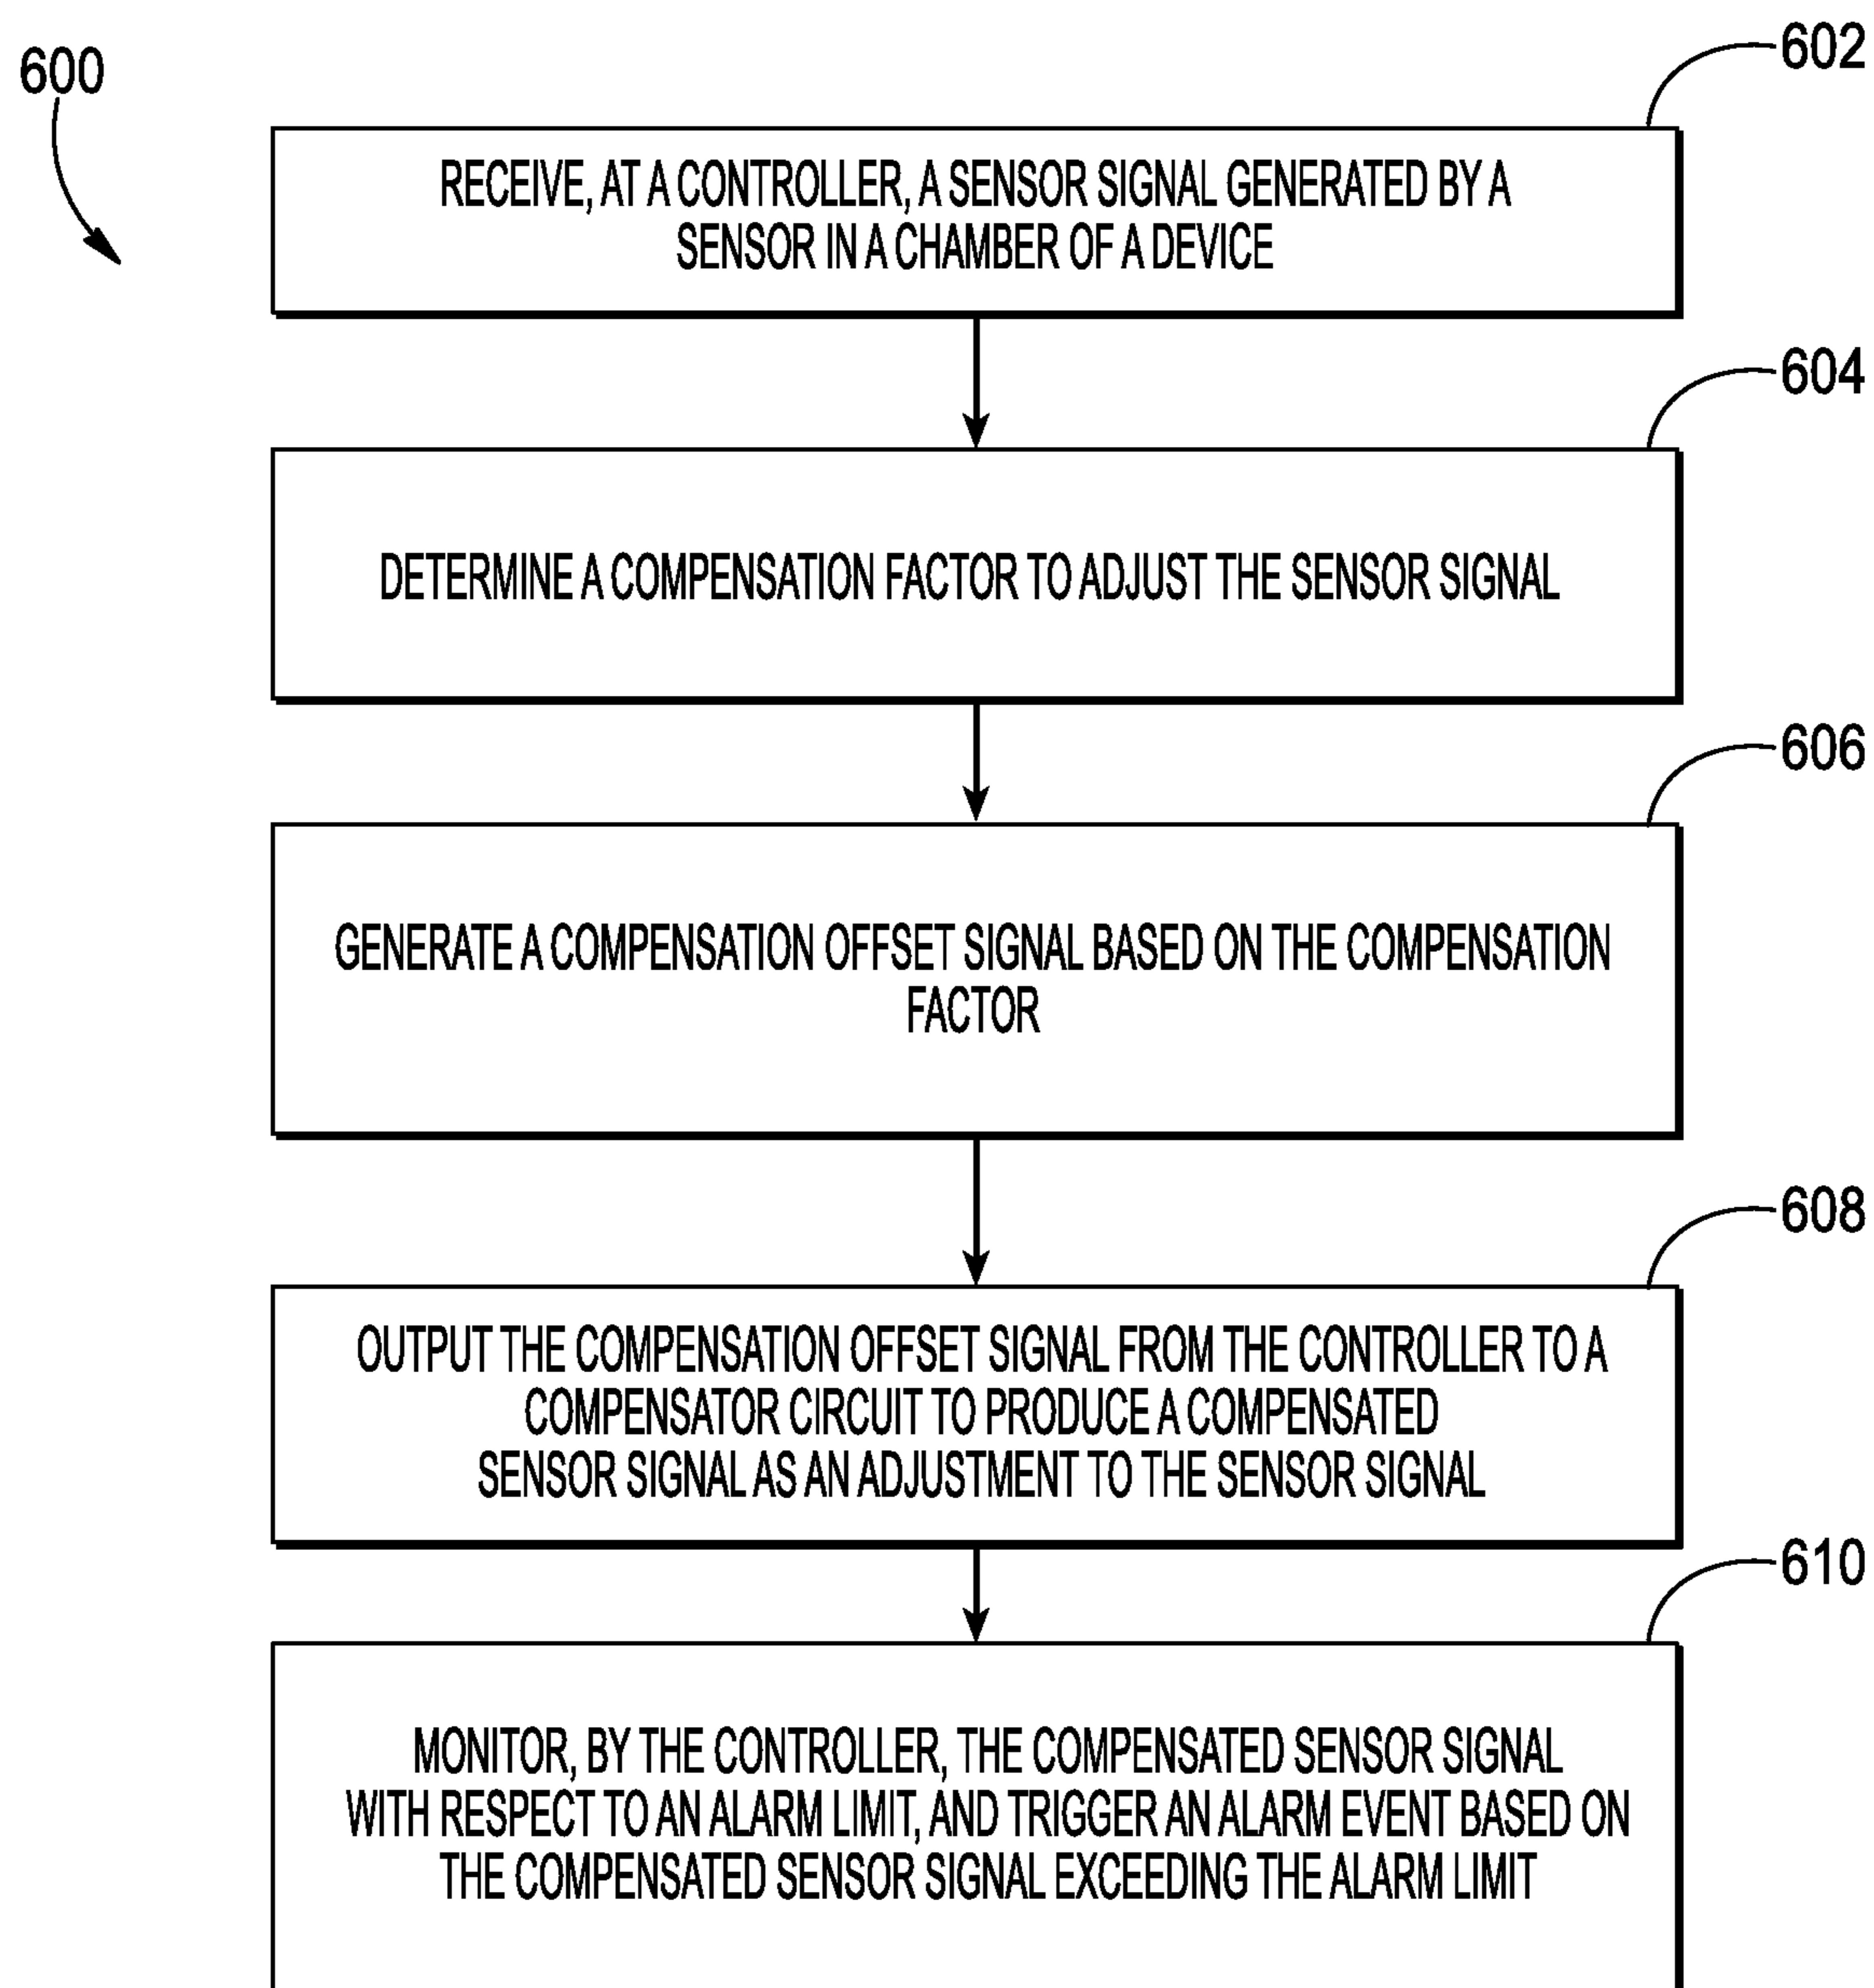 600
602
RECEIVE, AT A CONTROLLER, A SENSOR SIGNAL GENERATED BY A
SENSOR IN A CHAMBER OF A DEVICE
604
DETERMINE A COMPENSATION FACTOR TO ADJUST THE SENSOR SIGNAL
606
GENERATE A COMPENSATION OFFSET SIGNAL BASED ON THE COMPENSATION
FACTOR
608
OUTPUT THE COMPENSATION OFFSET SIGNAL FROM THE CONTROLLER TO A
COMPENSATOR CIRCUIT TO PRODUCE A COMPENSATED
SENSOR SIGNAL AS AN ADJUSTMENT TO THE SENSOR SIGNAL
610
MONITOR, BY THE CONTROLLER, THE COMPENSATED SENSOR SIGNAL
WITH RESPECT TO AN ALARM LIMIT, AND TRIGGER AN ALARM EVENT BASED ON
THE COMPENSATED SENSOR SIGNAL EXCEEDING THE ALARM LIMIT